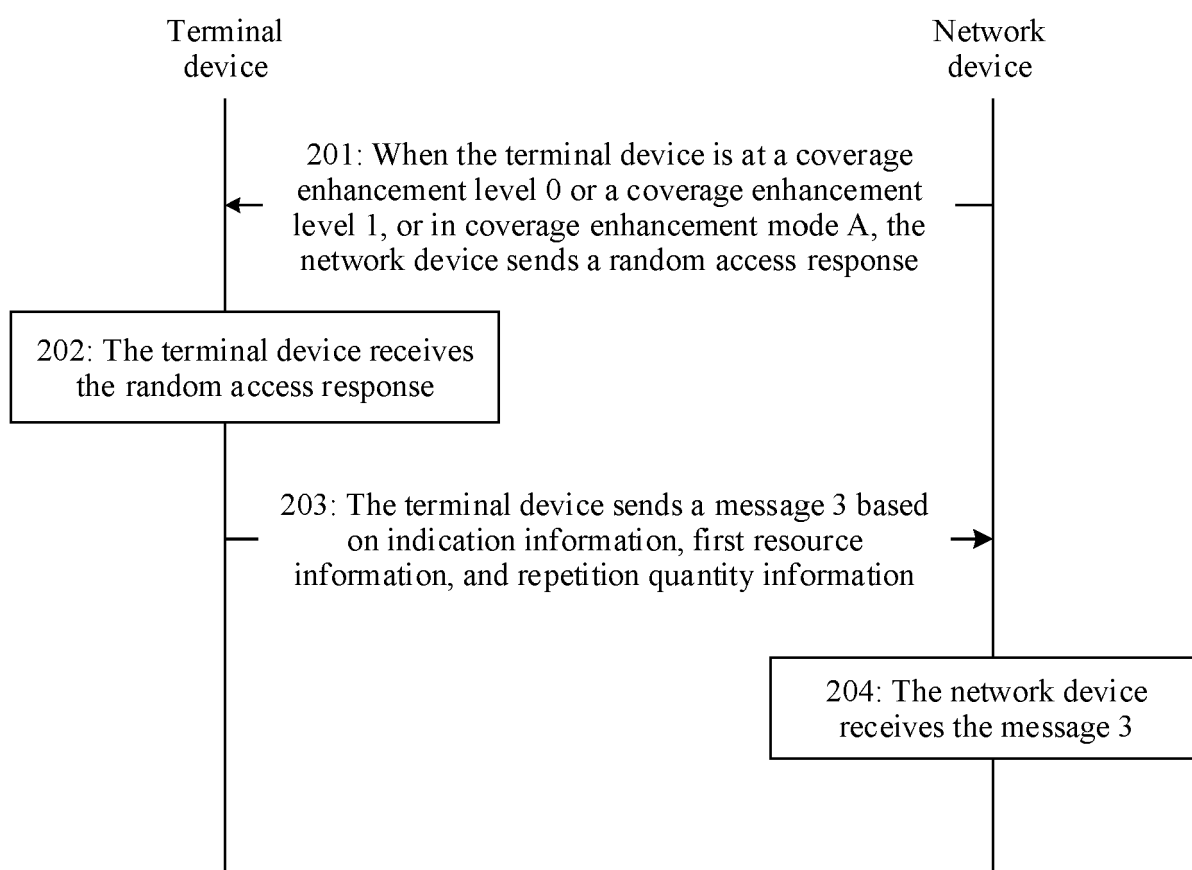 Terminal
device
Network
device
201: When the terminal device is at a coverage
enhancement level 0 or a coverage enhancement
level 1, or in coverage enhancement mode A, the
network device sends a random access response
202: The terminal device receives
the random access response
203: The terminal device sends a message 3 based
on indication information, first resource
information, and repetition quantity information
204: The network device
receives the message 3